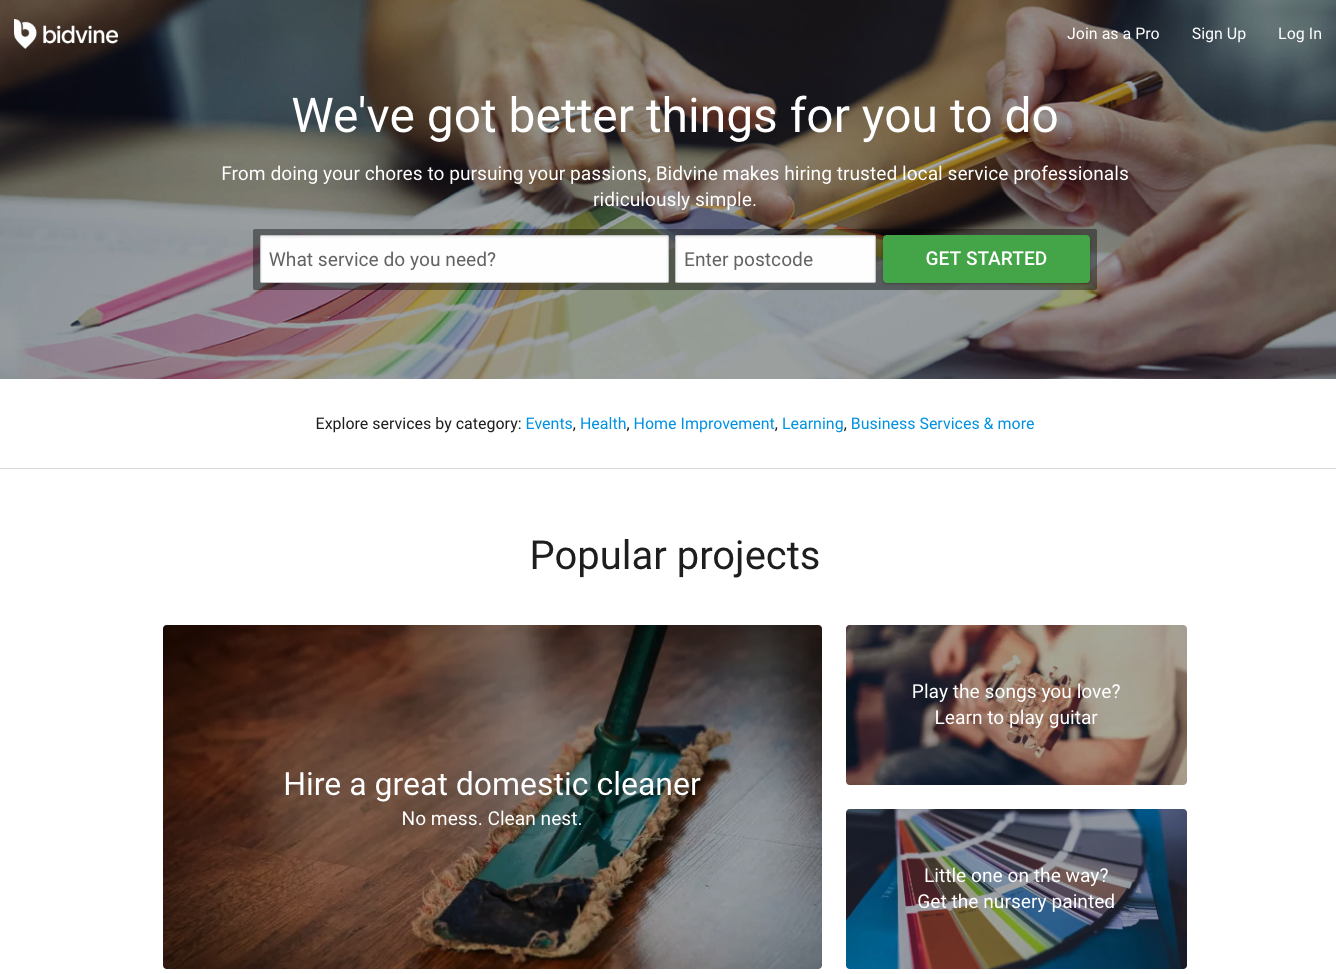 bidvine
Join as a Pro
Sign Up
Log In
We've got better things for you to do
From doing your chores to pursuing your passions, Bidvine makes hiring trusted local service professionals
ridiculously simple.
What service do you need?
Enter postcode
GET STARTED
Explore services by category: Events, Health, Home Improvement, Learning, Business Services & more
Popular projects
Hire a great domestic cleaner
No mess. Clean nest.
Play the songs you love?
Learn to play guitar
Little one on the way?
Get the nursery painted